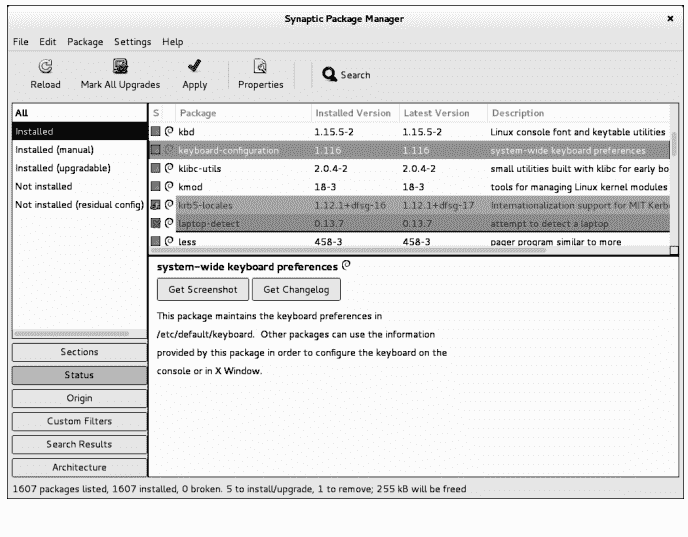 Synaptic Package Manager
File Edit Package Settings Help
Reload Mark All Upgrades Apply Properties Search
All
Installed
Installed (manual)
Installed (upgradable)
Not installed
Not installed (residual config)
S Package Installed Version Latest Version Description
kbd 1.15.5-2 1.15.5-2 Linux console font and keytable utilities
keyboard-configuration 1.116 1.116 system-wide keyboard preferences
klibc-utils 2.0.4-2 2.0.4-2 small utilities built with klibc for early bo
kmod 18-3 18-3 tools for managing Linux kernel modules
krb5-locales 1.12.1+dfsg-16 1.12.1+dfsg-17 Internationalization support for MIT Kerb
laptop-detect 0.13.7 0.13.7 attempt to detect a laptop
less 458-3 458-3 pager program similar to more
system-wide keyboard preferences
Get Screenshot Get Changelog
This package maintains the keyboard preferences in
/etc/default/keyboard. Other packages can use the information
provided by this package in order to configure the keyboard on the
console or in X Window.
Sections
Status
Origin
Custom Filters
Search Results
Architecture
1607 packages listed, 1607 installed, 0 broken. 5 to install/upgrade, 1 to remove; 255 kB will be freed